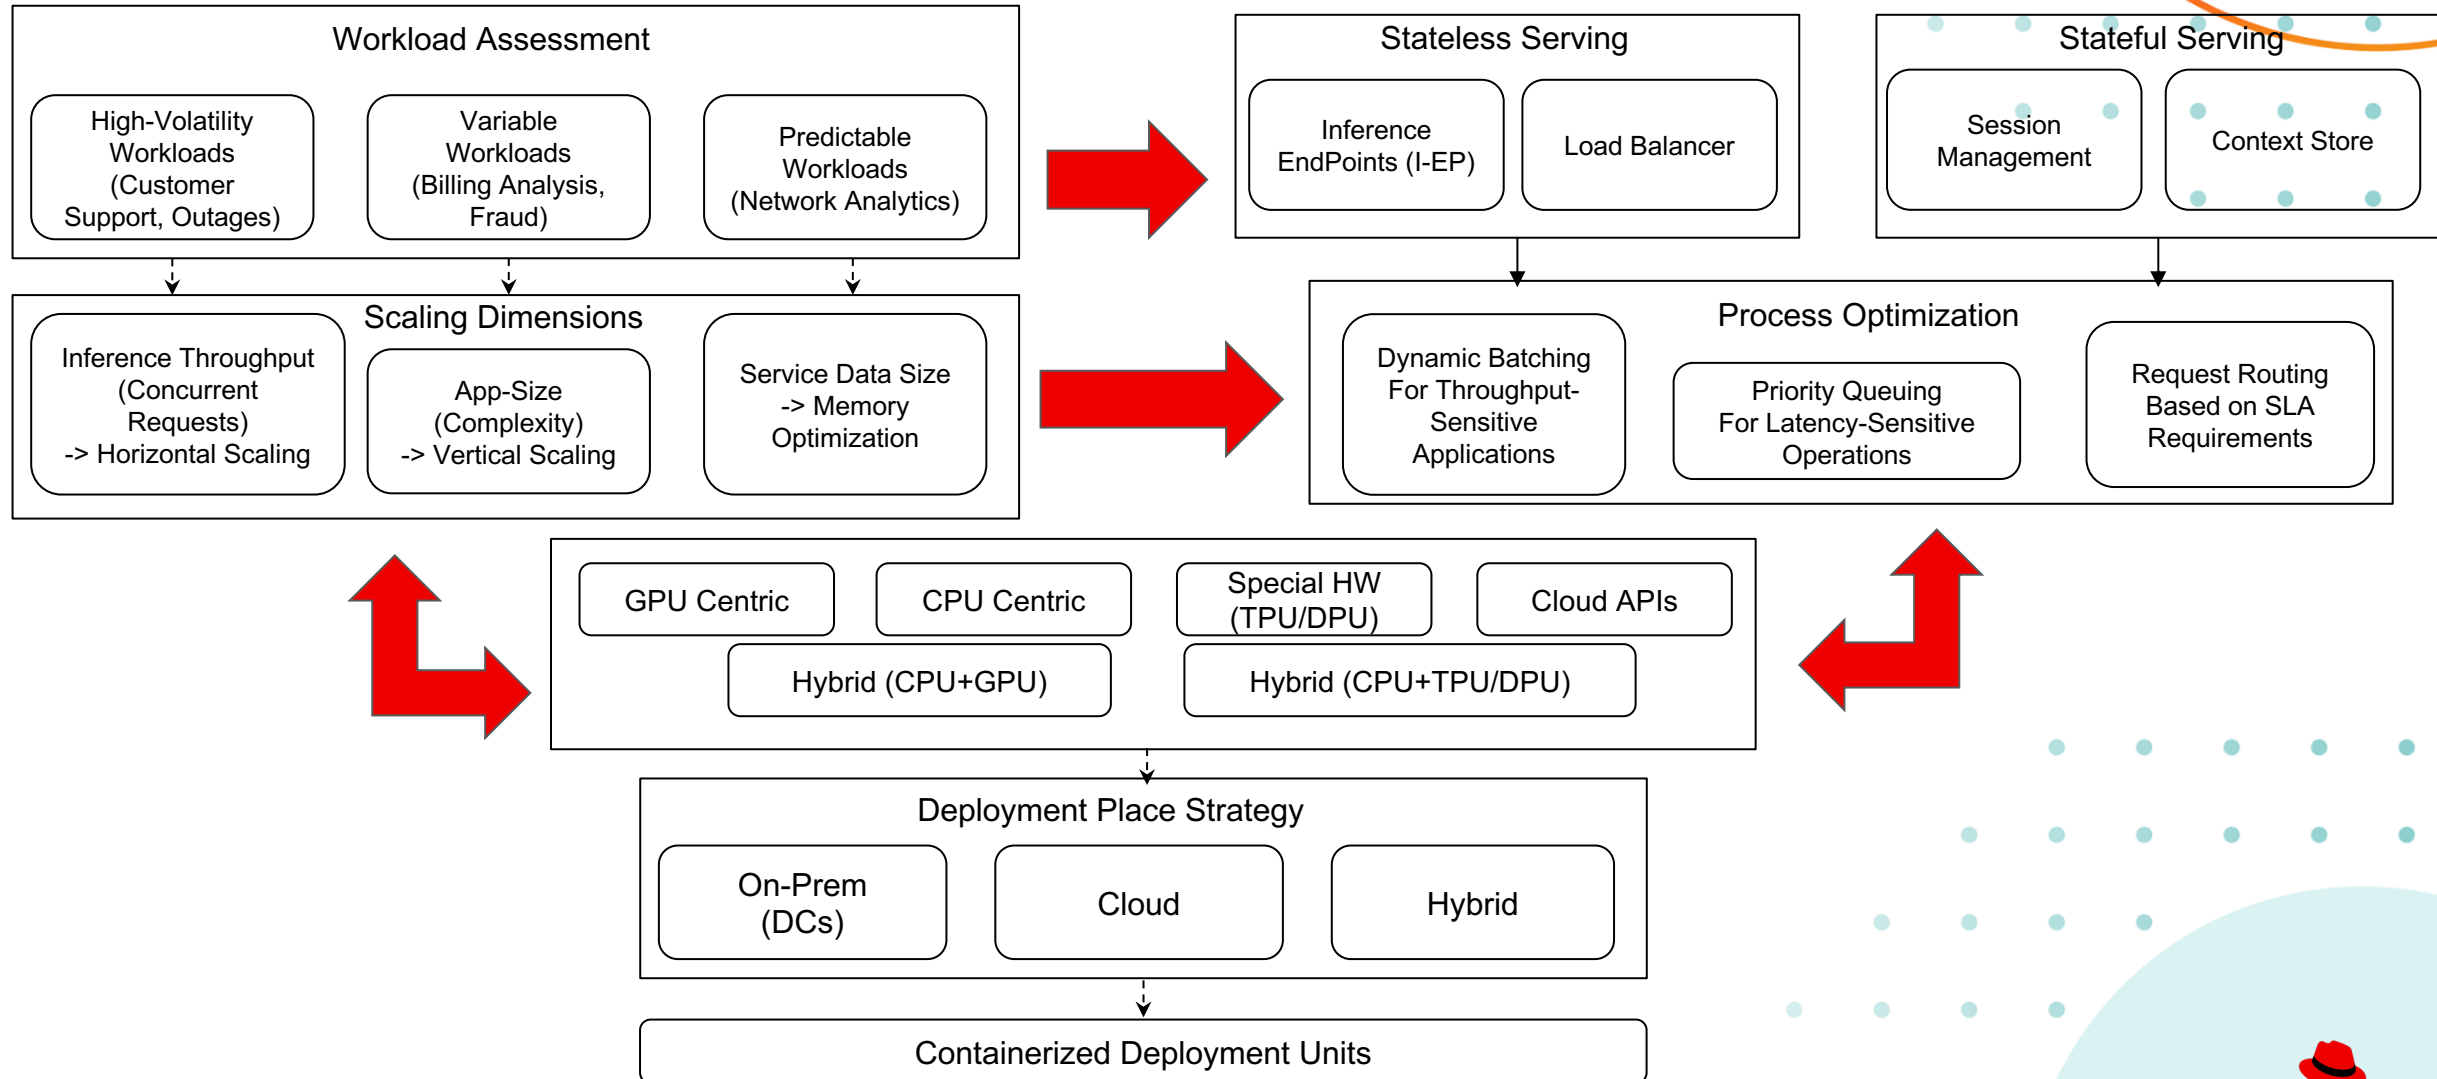 Workload Assessment
High-Volatility
Workloads
(Customer
Support, Outages)
Variable
Workloads
(Billing Analysis,
Fraud)
Predictable
Workloads
(Network Analytics)
Stateless Serving
Inference
EndPoints (I-EP)
Load Balancer
Stateful Serving
Session
Management
Context Store
Scaling Dimensions
Inference Throughput
(Concurrent
Requests)
-> Horizontal Scaling
App-Size
(Complexity)
-> Vertical Scaling
Service Data Size
-> Memory
Optimization
Process Optimization
Dynamic Batching
For Throughput-
Sensitive
Applications
Priority Queuing
For Latency-Sensitive
Operations
Request Routing
Based on SLA
Requirements
GPU Centric
CPU Centric
Special HW
(TPU/DPU)
Cloud APIs
Hybrid (CPU+GPU)
Hybrid (CPU+TPU/DPU)
Deployment Place Strategy
On-Prem
(DCs)
Cloud
Hybrid
Containerized Deployment Units